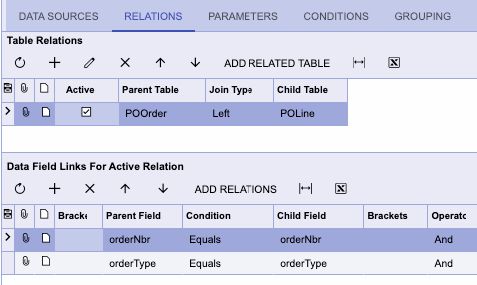 DATA SOURCES RELATIONS PARAMETERS CONDITIONS GROUPING
Table Relations
ADD RELATED TABLE
Active Parent Table Join Type Child Table
POOrder Left POLine
Data Field Links For Active Relation
ADD RELATIONS
Bracke Parent Field Condition Child Field Brackets Operato
orderNbr Equals orderNbr And
orderType Equals orderType And